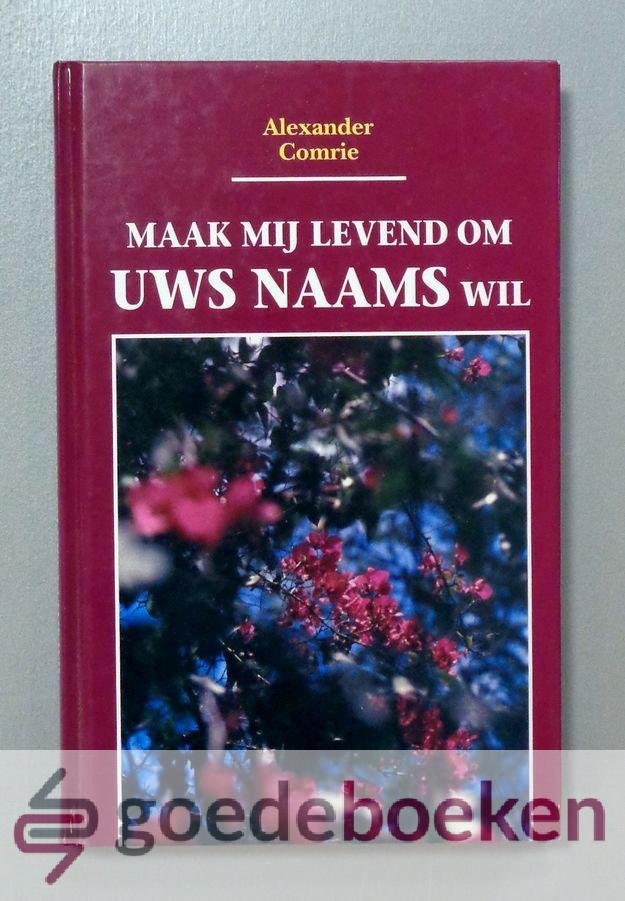 Alexander
Comrie
MAAK MIJ LEVEND OM
UWS NAAMS WIL
goedeboeken